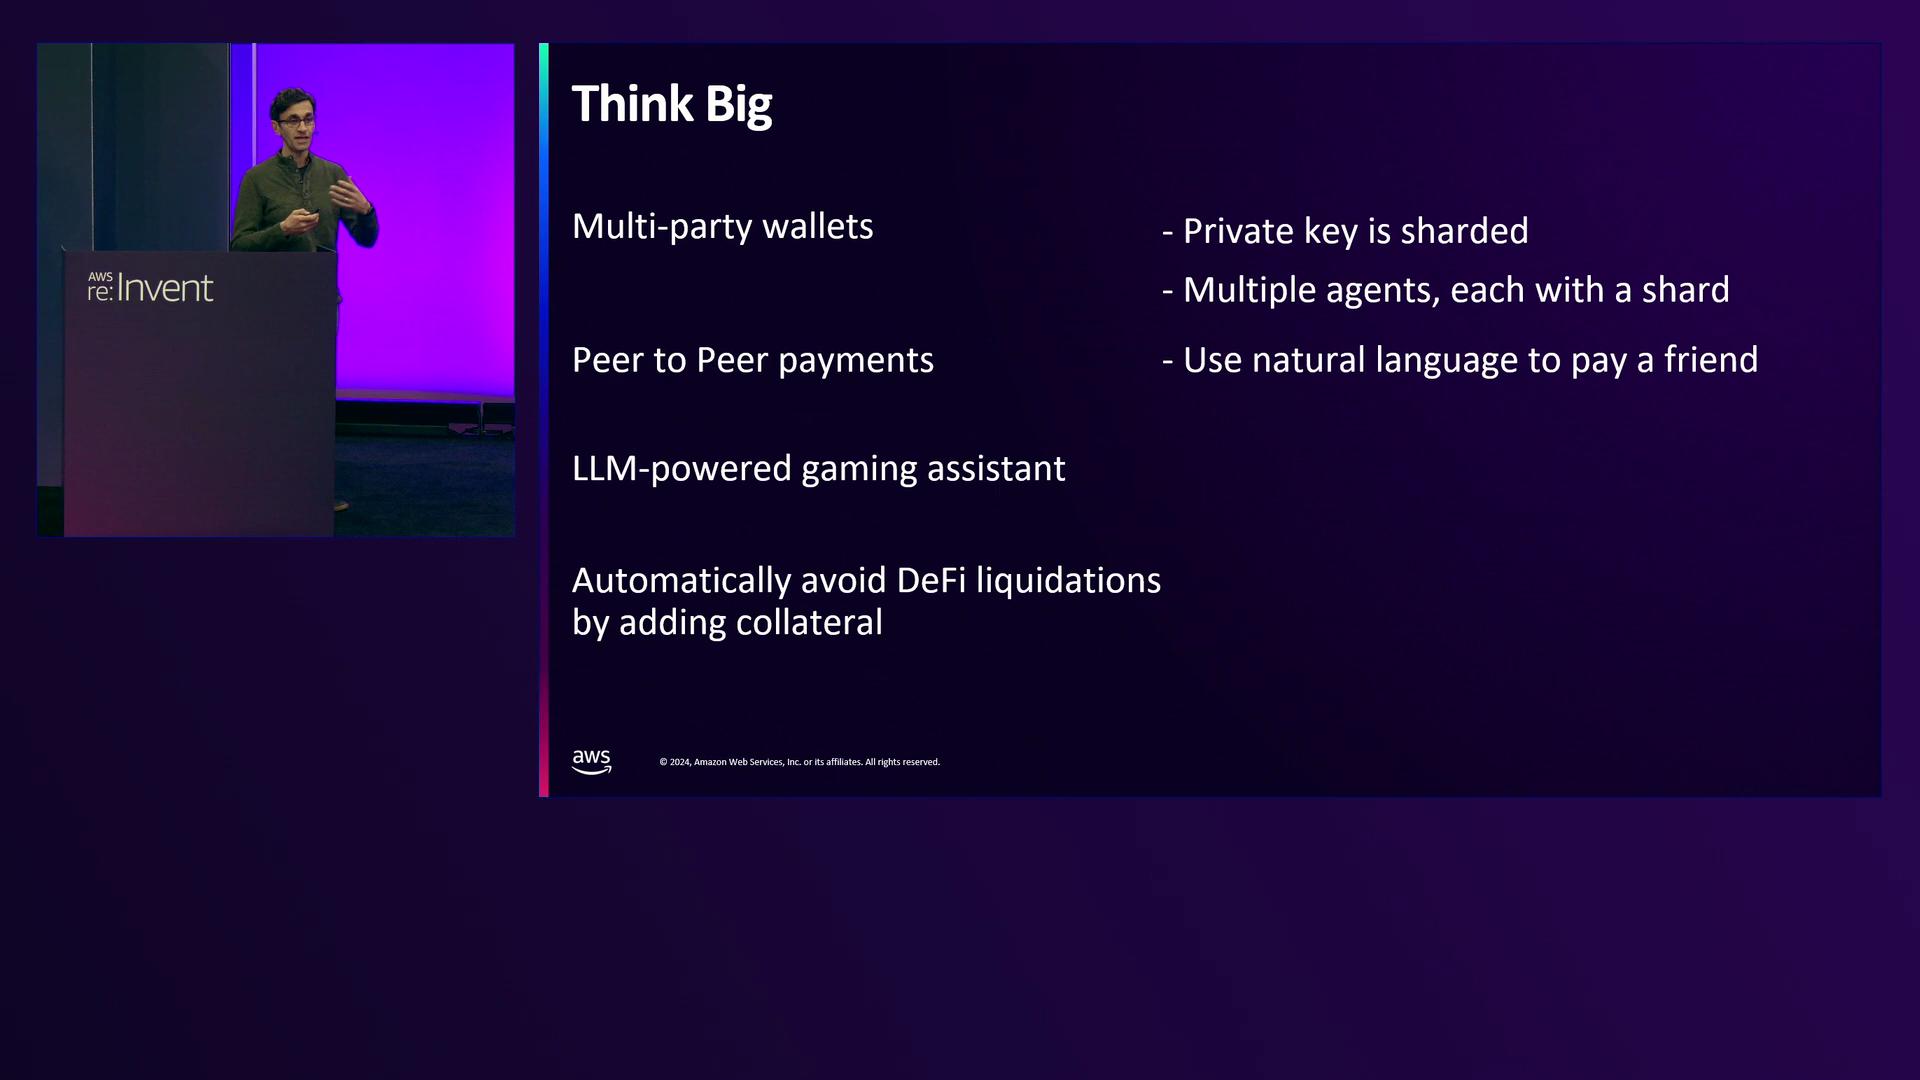 AWS
re:Invent
Think Big
Multi-party wallets
- Private key is sharded
- Multiple agents, each with a shard
Peer to Peer payments
- Use natural language to pay a friend
LLM-powered gaming assistant
Automatically avoid DeFi liquidations
by adding collateral
aws
© 2024, Amazon Web Services, Inc. or its affiliates. All rights reserved.